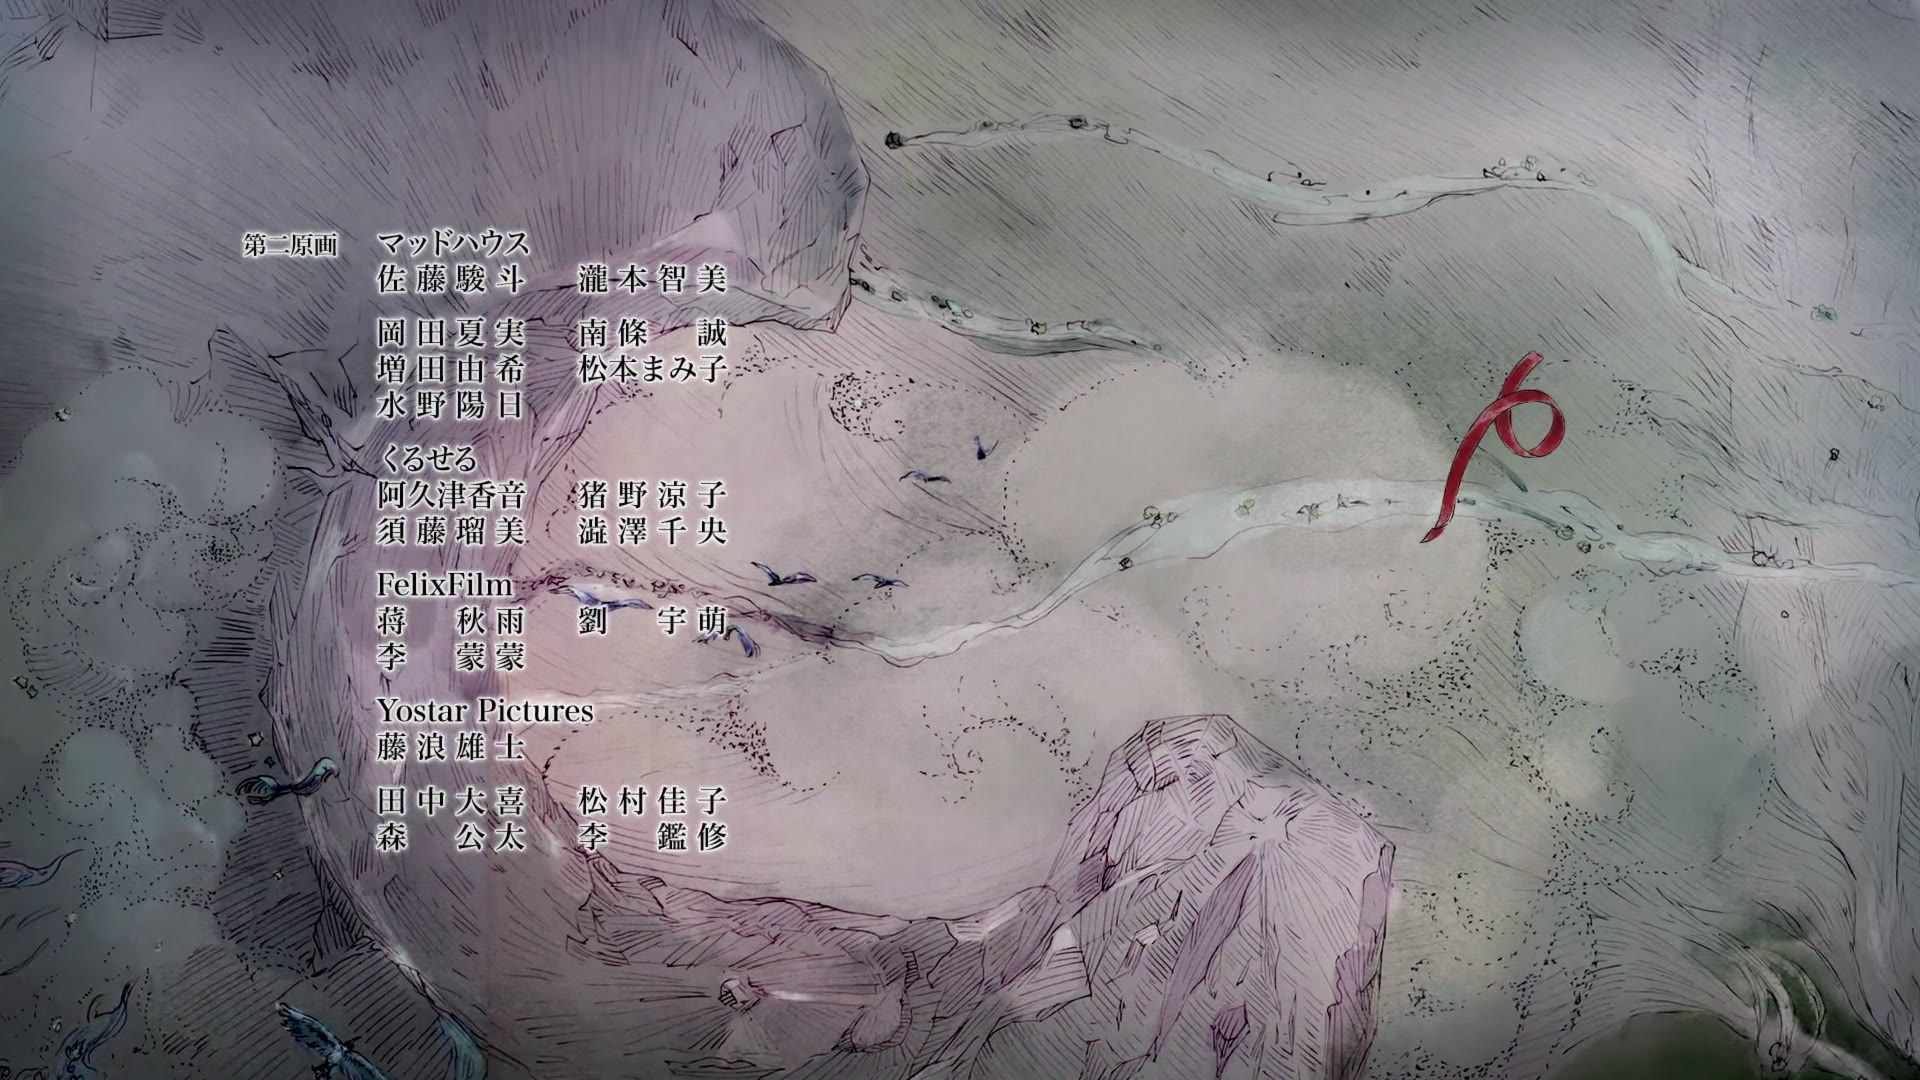 第二原画 マッドハウス
佐藤駿斗 瀧本智美
岡田夏実 南條 誠
増田由希 松本まみ子
水野陽日
くるせる
阿久津香音 猪野涼子
須藤瑠美 澁澤千央
FelixFilm
蒋 秋雨 劉 宇萌
李 蒙蒙
Yostar Pictures
藤浪雄士
田中大喜 松村佳子
森 公太 李 鑑修